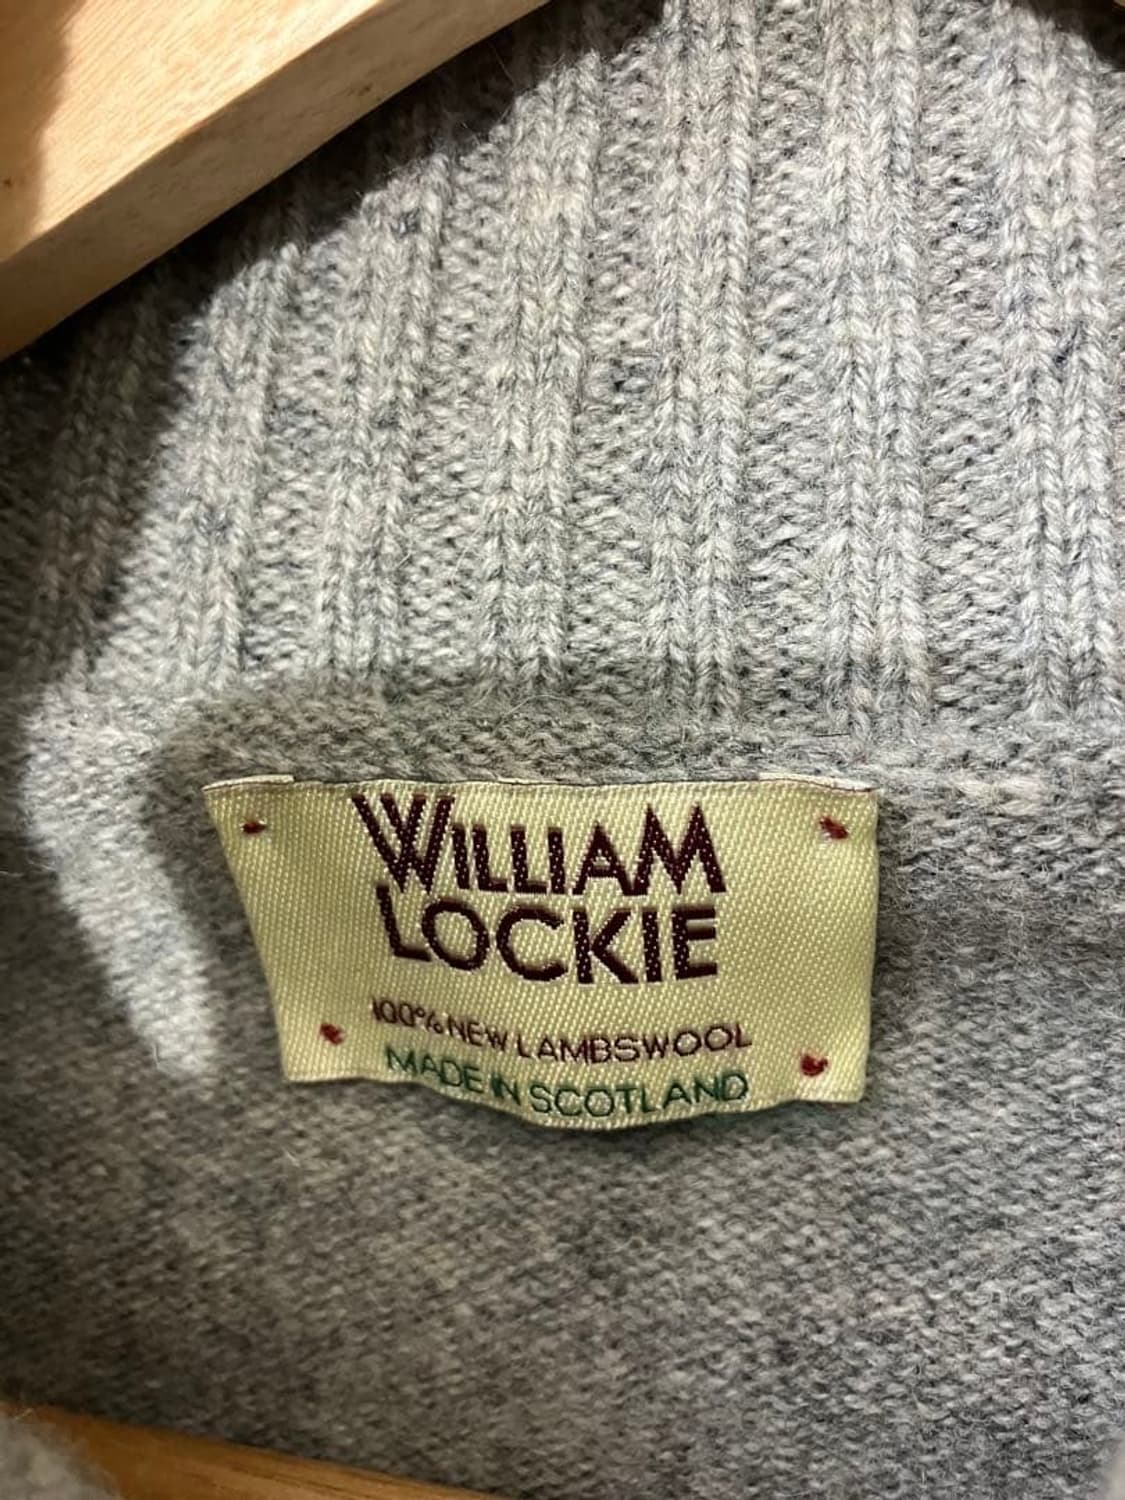 WILLIAM
LOCKIE
100% NEW LAMBSWOOL
MADE IN SCOTLAND